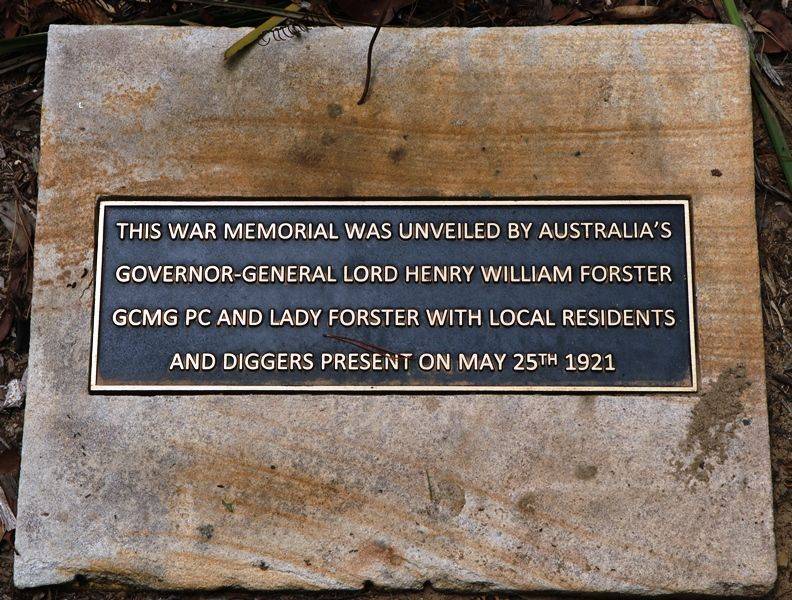 THIS WAR MEMORIAL WAS UNVEILED BY AUSTRALIA'S
GOVERNOR-GENERAL LORD HENRY WILLIAM FORSTER
GCMG PC AND LADY FORSTER WITH LOCAL RESIDENTS
AND DIGGERS PRESENT ON MAY 25TH 1921